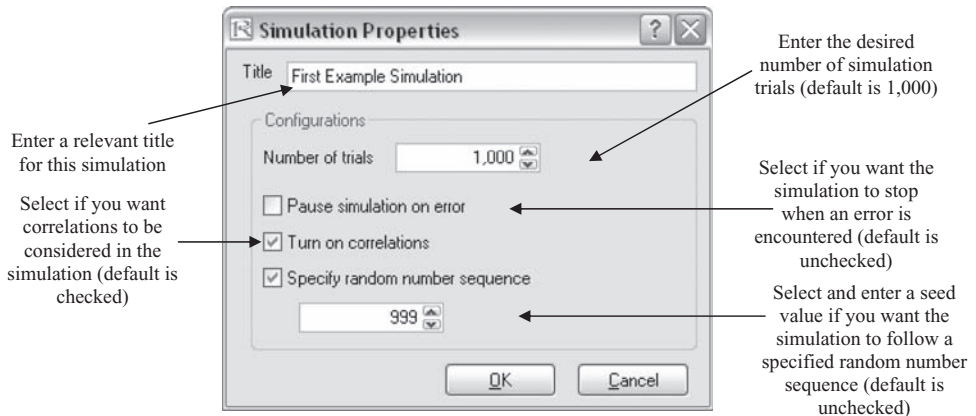 Simulation Properties
Title First Example Simulation
Configurations
Number of trials 1,000
Pause simulation on error
Turn on correlations
Specify random number sequence
999
OK Cancel
Enter a relevant title
for this simulation
Select if you want
correlations to be
considered in the
simulation (default is
checked)
Enter the desired
number of simulation
trials (default is 1,000)
Select if you want the
simulation to stop
when an error is
encountered (default is
unchecked)
Select and enter a seed
value if you want the
simulation to follow a
specified random number
sequence (default is
unchecked)